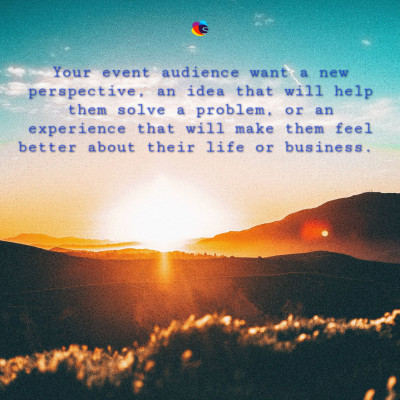 Your event audience want a new
perspective, an idea that will help
them solve a problem, or an
experience that will make them feel
better about their life or business.